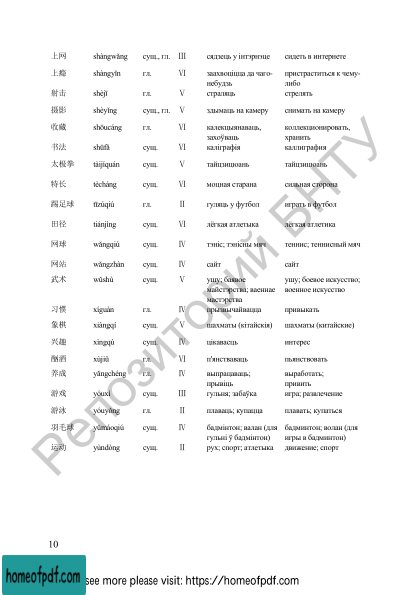 上网 shàngwǎng сущ., гл. III сядзець у інтэрнэце сидеть в интернете
上瘾 shàngyǐn гл. VI заахвоціцца да чаго- пристраститься к чему-
небудзь либо
射击 shèjī гл. V страляць стрелять
摄影 shèyǐng сущ., гл. V здымаць на камеру снимать на камеру
收藏 shōucáng гл. VI калекцыянаваць, коллекционировать,
захоўваць хранить
书法 shūfǎ сущ. VI каліграфія каллиграфия
太极拳 tàijíquán сущ. V тайцзицюань тайцзицюань
特长 tècháng сущ. VI моцная старана сильная сторона
踢足球 tīzúqiú гл. II гуляць у футбол играть в футбол
田径 tiánjìng сущ. VI лёгкая атлетыка лёгкая атлетика
网球 wǎngqiú сущ. IV тэніс; тэнісны мяч теннис; теннисный мяч
网站 wǎngzhàn сущ. IV сайт сайт
武术 wǔshù сущ. V ушу; баявое ушу; боевое искусство;
майстэрства; ваеннае военное искусство
мастэрства
习惯 xíguàn гл. IV прызвычайвацца привыкать
象棋 xiàngqí сущ. V шахматы (кітайскія) шахматы (китайские)
兴趣 xìngqù сущ. IV цікавасць интерес
酗酒 xùjiǔ гл. VI п'янстваваць пьянствовать
养成 yǎngchéng гл. IV выпрацаваць; выработать;
прывіць привить
游戏 yóuxì сущ. III гульня; забаўка игра; развлечение
游泳 yóuyǒng гл. II плаваць; купацца плавать; купаться
羽毛球 yǔmáoqiú сущ. IV бадмінтон; валан (для бадминтон; волан (для
гульні ў бадмінтон) игры в бадминтон)
运动 yùndòng сущ. II рух; спорт; атлетыка движение; спорт
Репозиторий БНТУ
10
homeofpdf.com
see more please visit: https://homeofpdf.com